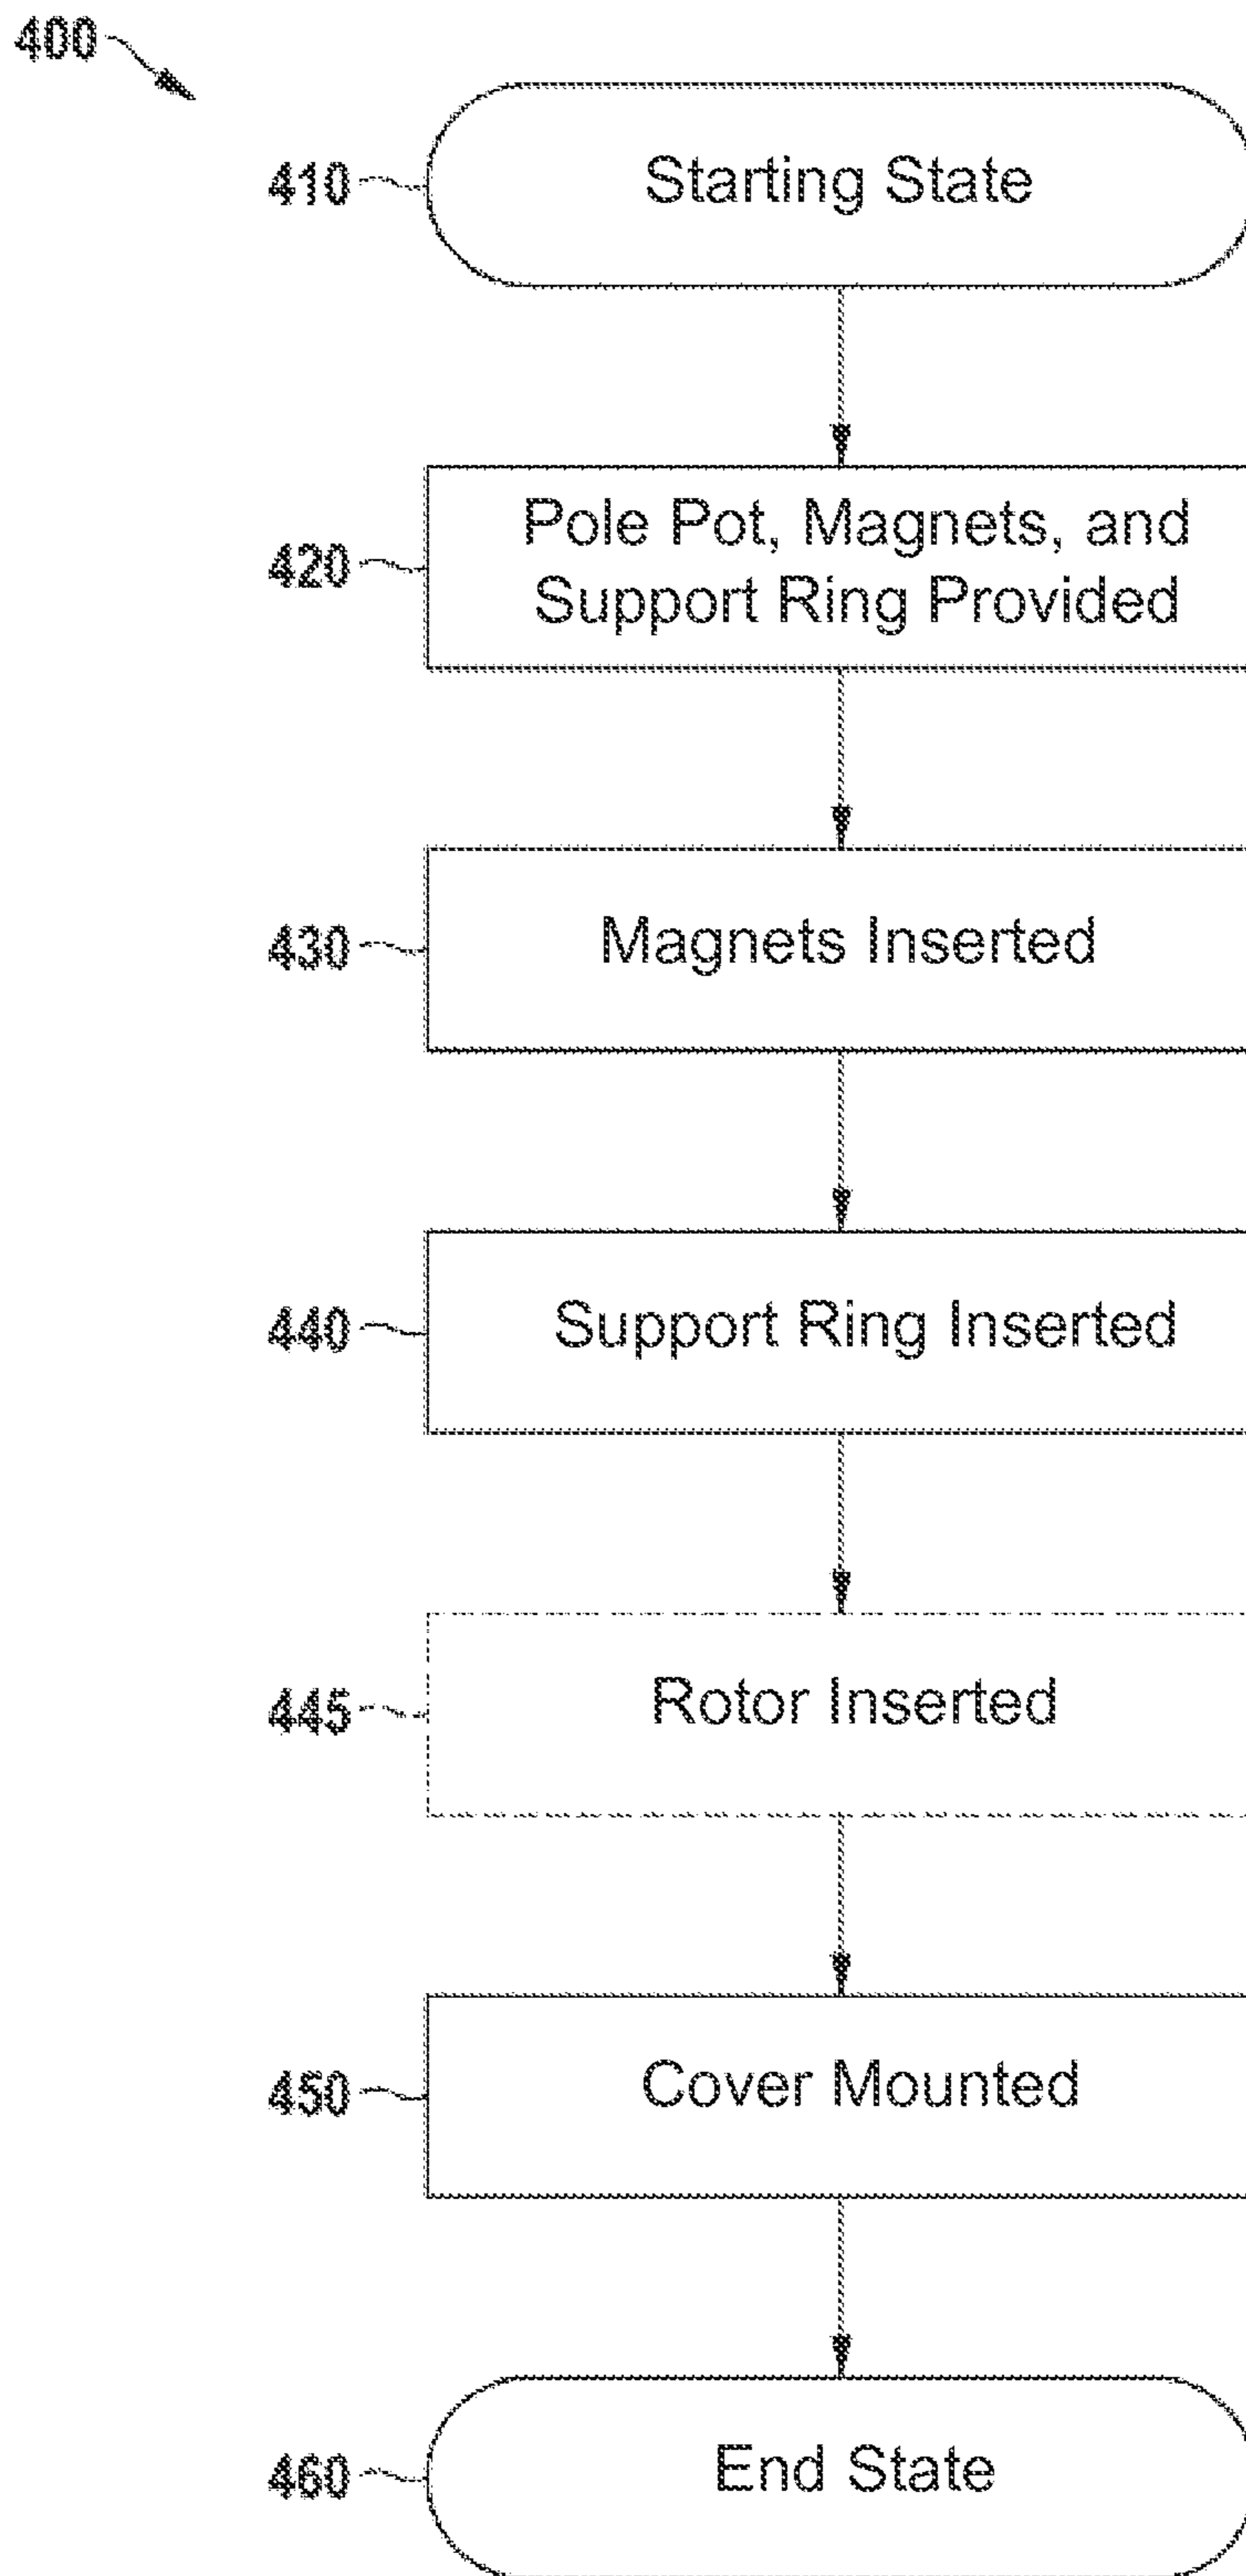 400
410
Starting State
420
Pole Pot, Magnets, and
Support Ring Provided
430
Magnets Inserted
440
Support Ring Inserted
445
Rotor Inserted
450
Cover Mounted
460
End State